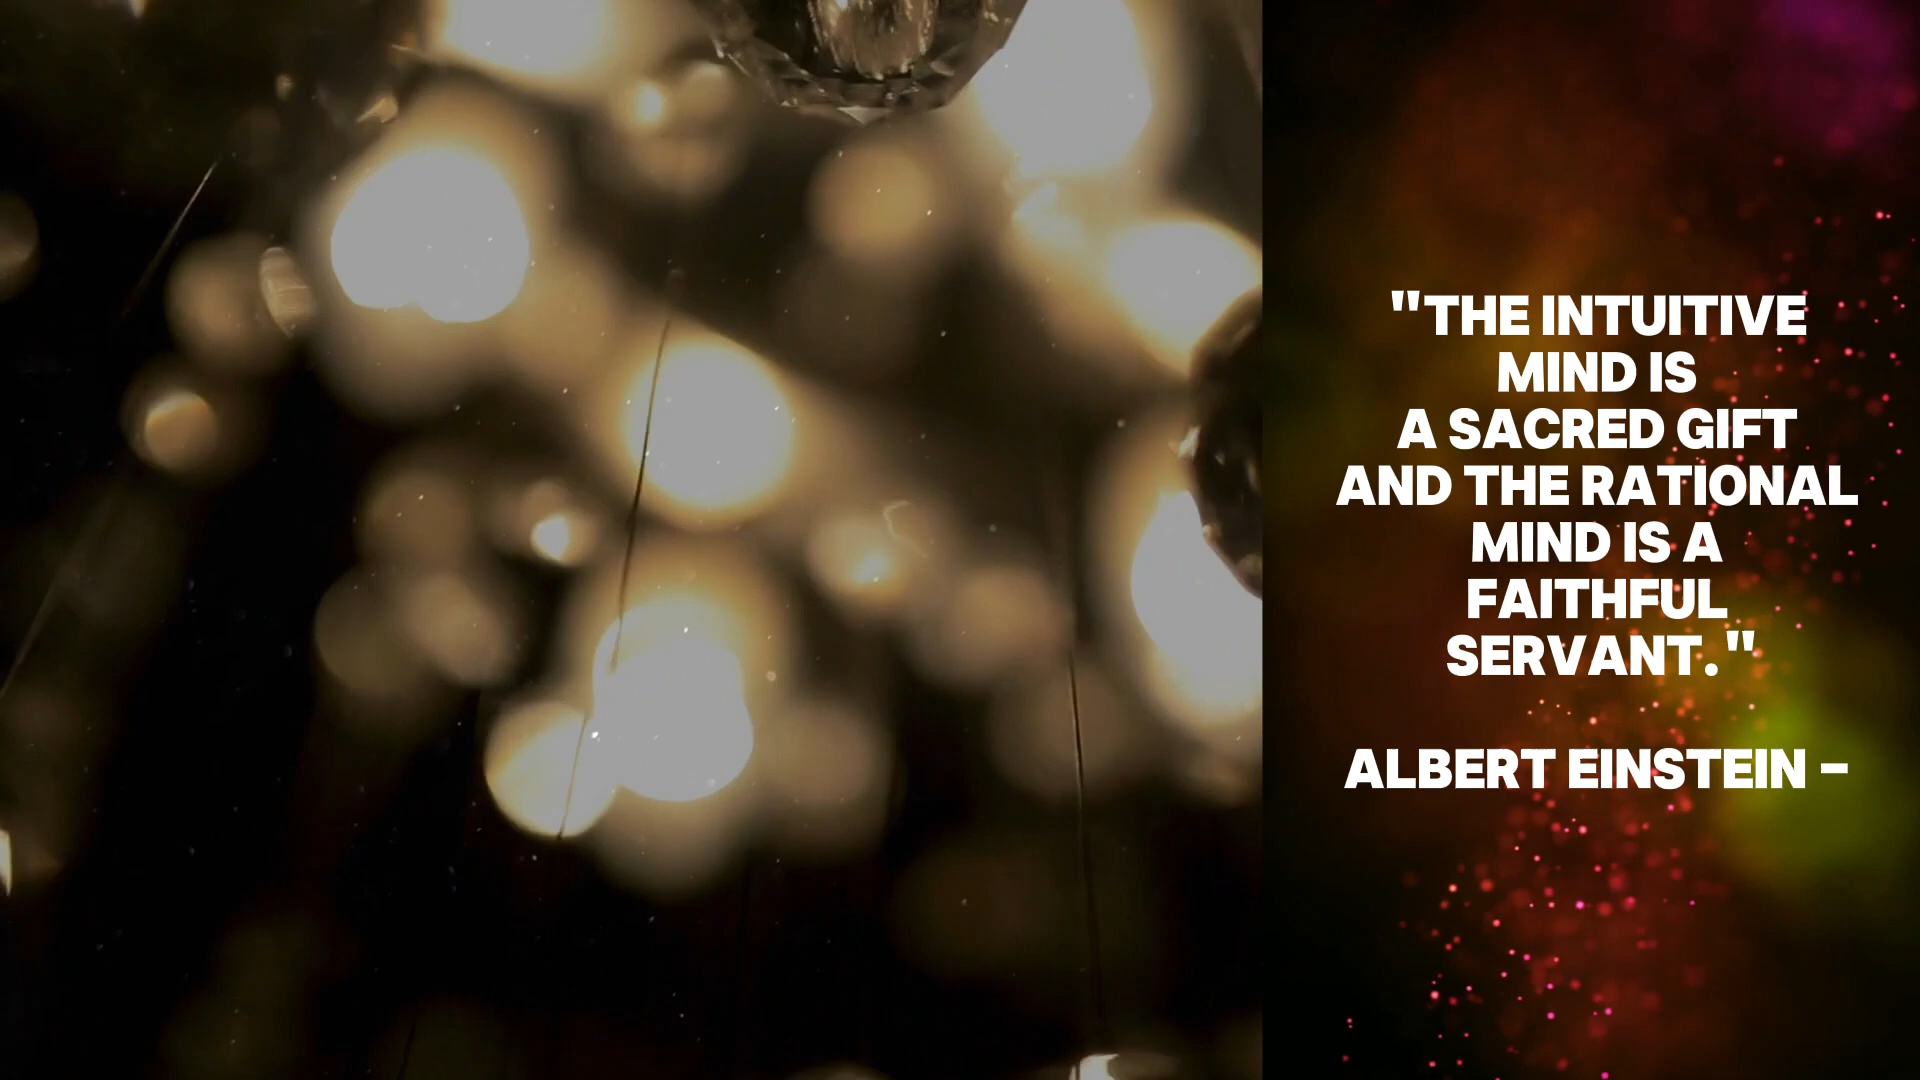 "THE INTUITIVE
MIND IS
A SACRED GIFT
AND THE RATIONAL
MIND IS A
FAITHFUL
SERVANT."
ALBERT EINSTEIN –